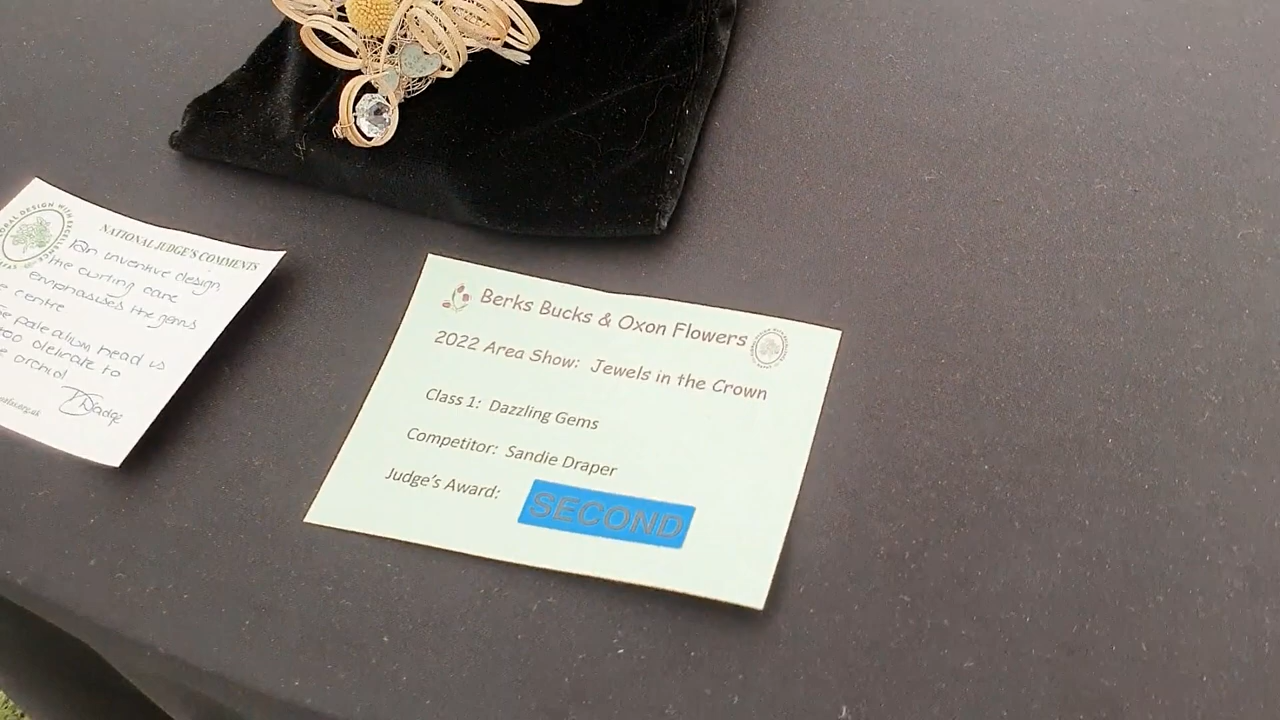 NATIONAL JUDGE'S COMMENTS
An inventive design
the curling cane
emphasises the gems
centre
pale allium head is
too delicate to
orchid
Berks Bucks & Oxon Flowers
2022 Area Show: Jewels in the Crown
Class 1: Dazzling Gems
Competitor: Sandie Draper
Judge's Award:
SECOND